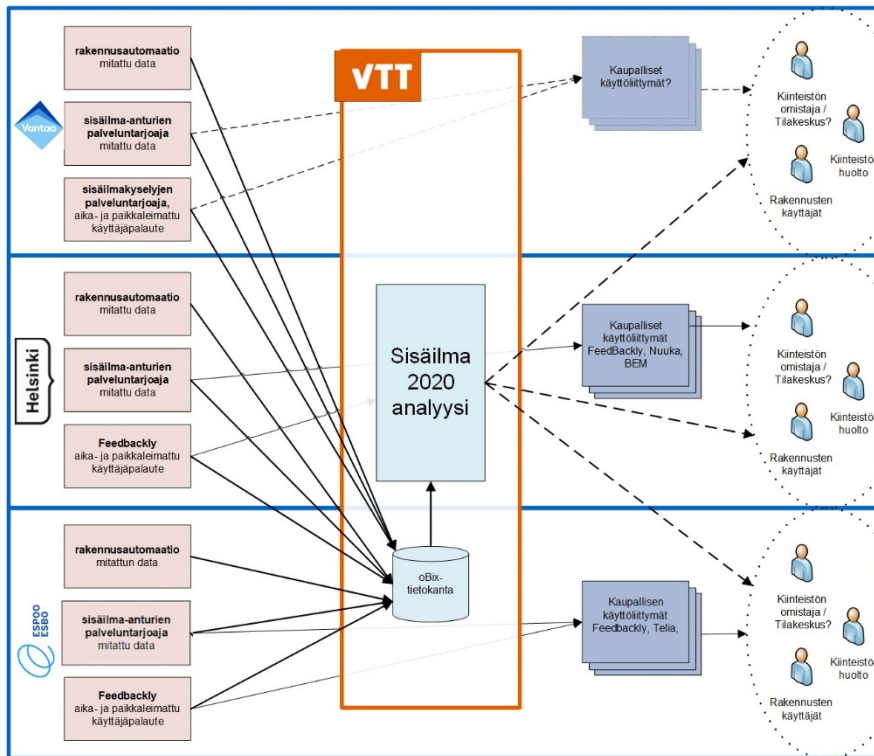 rakennusautomaatio
mitattu data
Vantaa
sisäilma-anturien
palveluntarjoaja
mitattu data
sisäilmakyselyjen
palveluntarjoaja,
aika- ja paikkaleimattu
käyttäjäpalaute
VTT
Kaupalliset
käyttöliittymät?
Kiinteistön
omistaja /
Tilakeskus?
Kiinteistön
huolto
Rakennusten
käyttäjät
Helsinki
rakennusautomaatio
mitattu data
sisäilma-anturien
palveluntarjoaja
mitattu data
Feedbackly
aika- ja paikkaleimattu
käyttäjäpalaute
Sisäilma
2020
analyysi
Kaupalliset
käyttöliittymät
FeedBackly, Nuuka,
BEM
Kiinteistön
omistaja /
Tilakeskus?
Kiinteistö
huolto
Rakennusten
käyttäjät
ESPOO
ESBO
rakennusautomaatio
mitattun data
sisäilma-anturien
palveluntarjoaja
mitattu data
Feedbackly
aika- ja paikkaleimattu
käyttäjäpalaute
oBix-
tietokanta
Kaupallisen
käyttöliittymät
Feedbackly, Telia,
Kiinteistön
omistaja /
Tilakeskus?
Kiinteistö
huolto
Rakennusten
käyttäjät